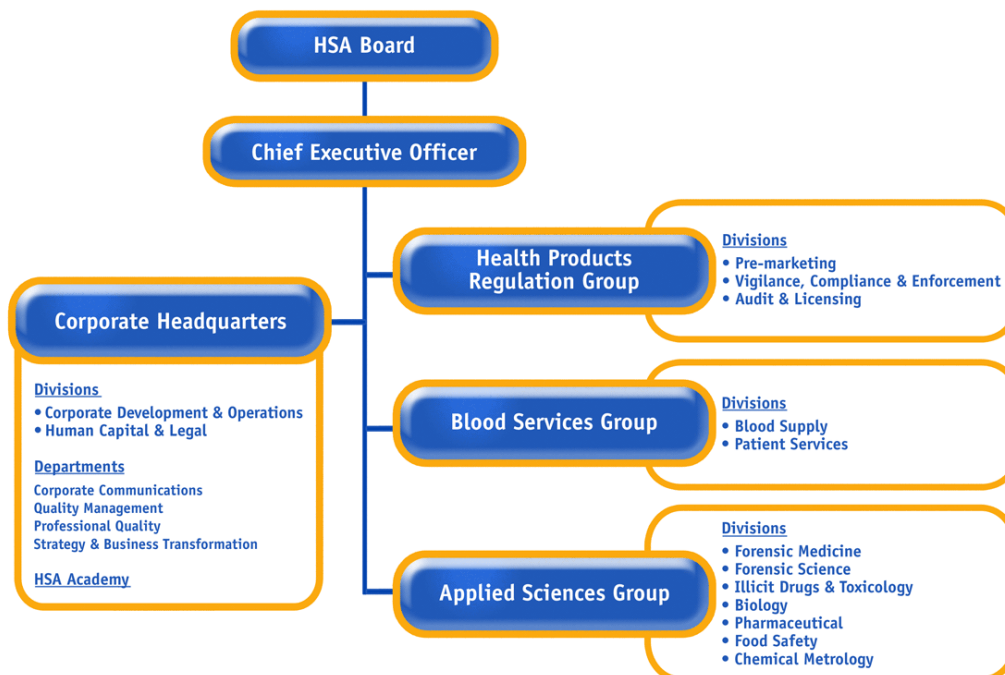 HSA Board
Chief Executive Officer
Health Products
Regulation Group
Divisions
• Pre-marketing
• Vigilance, Compliance & Enforcement
• Audit & Licensing
Corporate Headquarters
Divisions
• Corporate Development & Operations
• Human Capital & Legal
Departments
Corporate Communications
Quality Management
Professional Quality
Strategy & Business Transformation
HSA Academy
Blood Services Group
Divisions
• Blood Supply
• Patient Services
Applied Sciences Group
Divisions
• Forensic Medicine
• Forensic Science
• Illicit Drugs & Toxicology
• Biology
• Pharmaceutical
• Food Safety
• Chemical Metrology